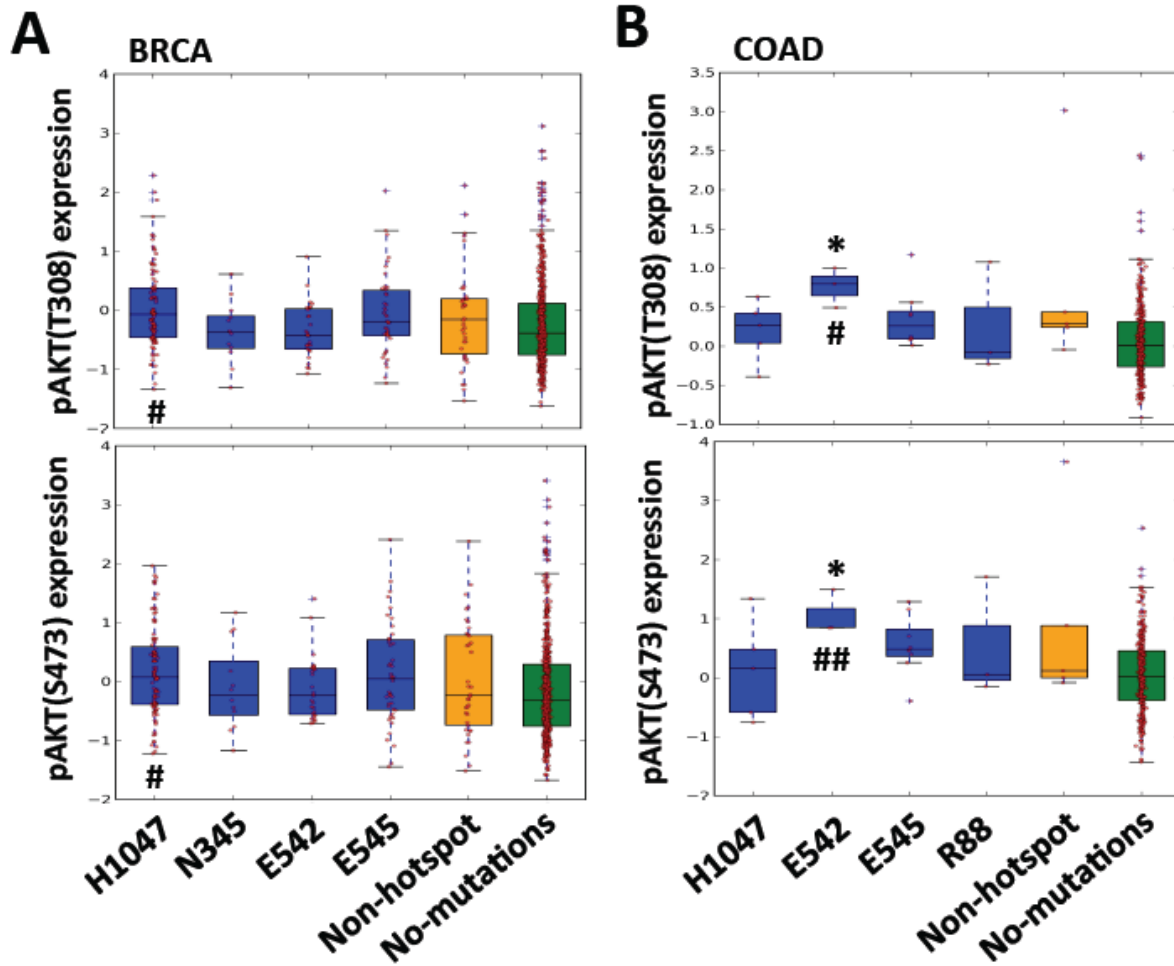 A
BRCA
pAKT(T308) expression
4
3
2
1
0
−1
−2
#
pAKT(S473) expression
4
3
2
1
0
−1
−2
#
H1047
N345
E542
E545
Non-hotspot
No-mutations
B
COAD
pAKT(T308) expression
3.5
3.0
2.5
2.0
1.5
1.0
0.5
0.0
−0.5
−1.0
*
#
pAKT(S473) expression
4
3
2
1
0
−1
−2
*
##
H1047
E542
E545
R88
Non-hotspot
No-mutations